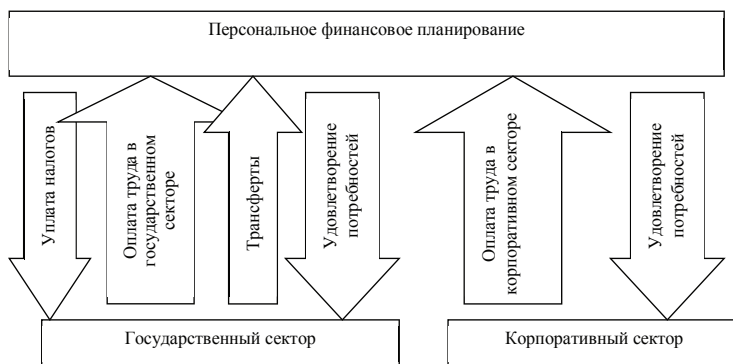 Персональное финансовое планирование
Уплата налогов
Оплата труда в
государственном
секторе
Трансферты
Удовлетворение
потребностей
Оплата труда в
корпоративном секторе
Удовлетворение
потребностей
Государственный сектор
Корпоративный сектор